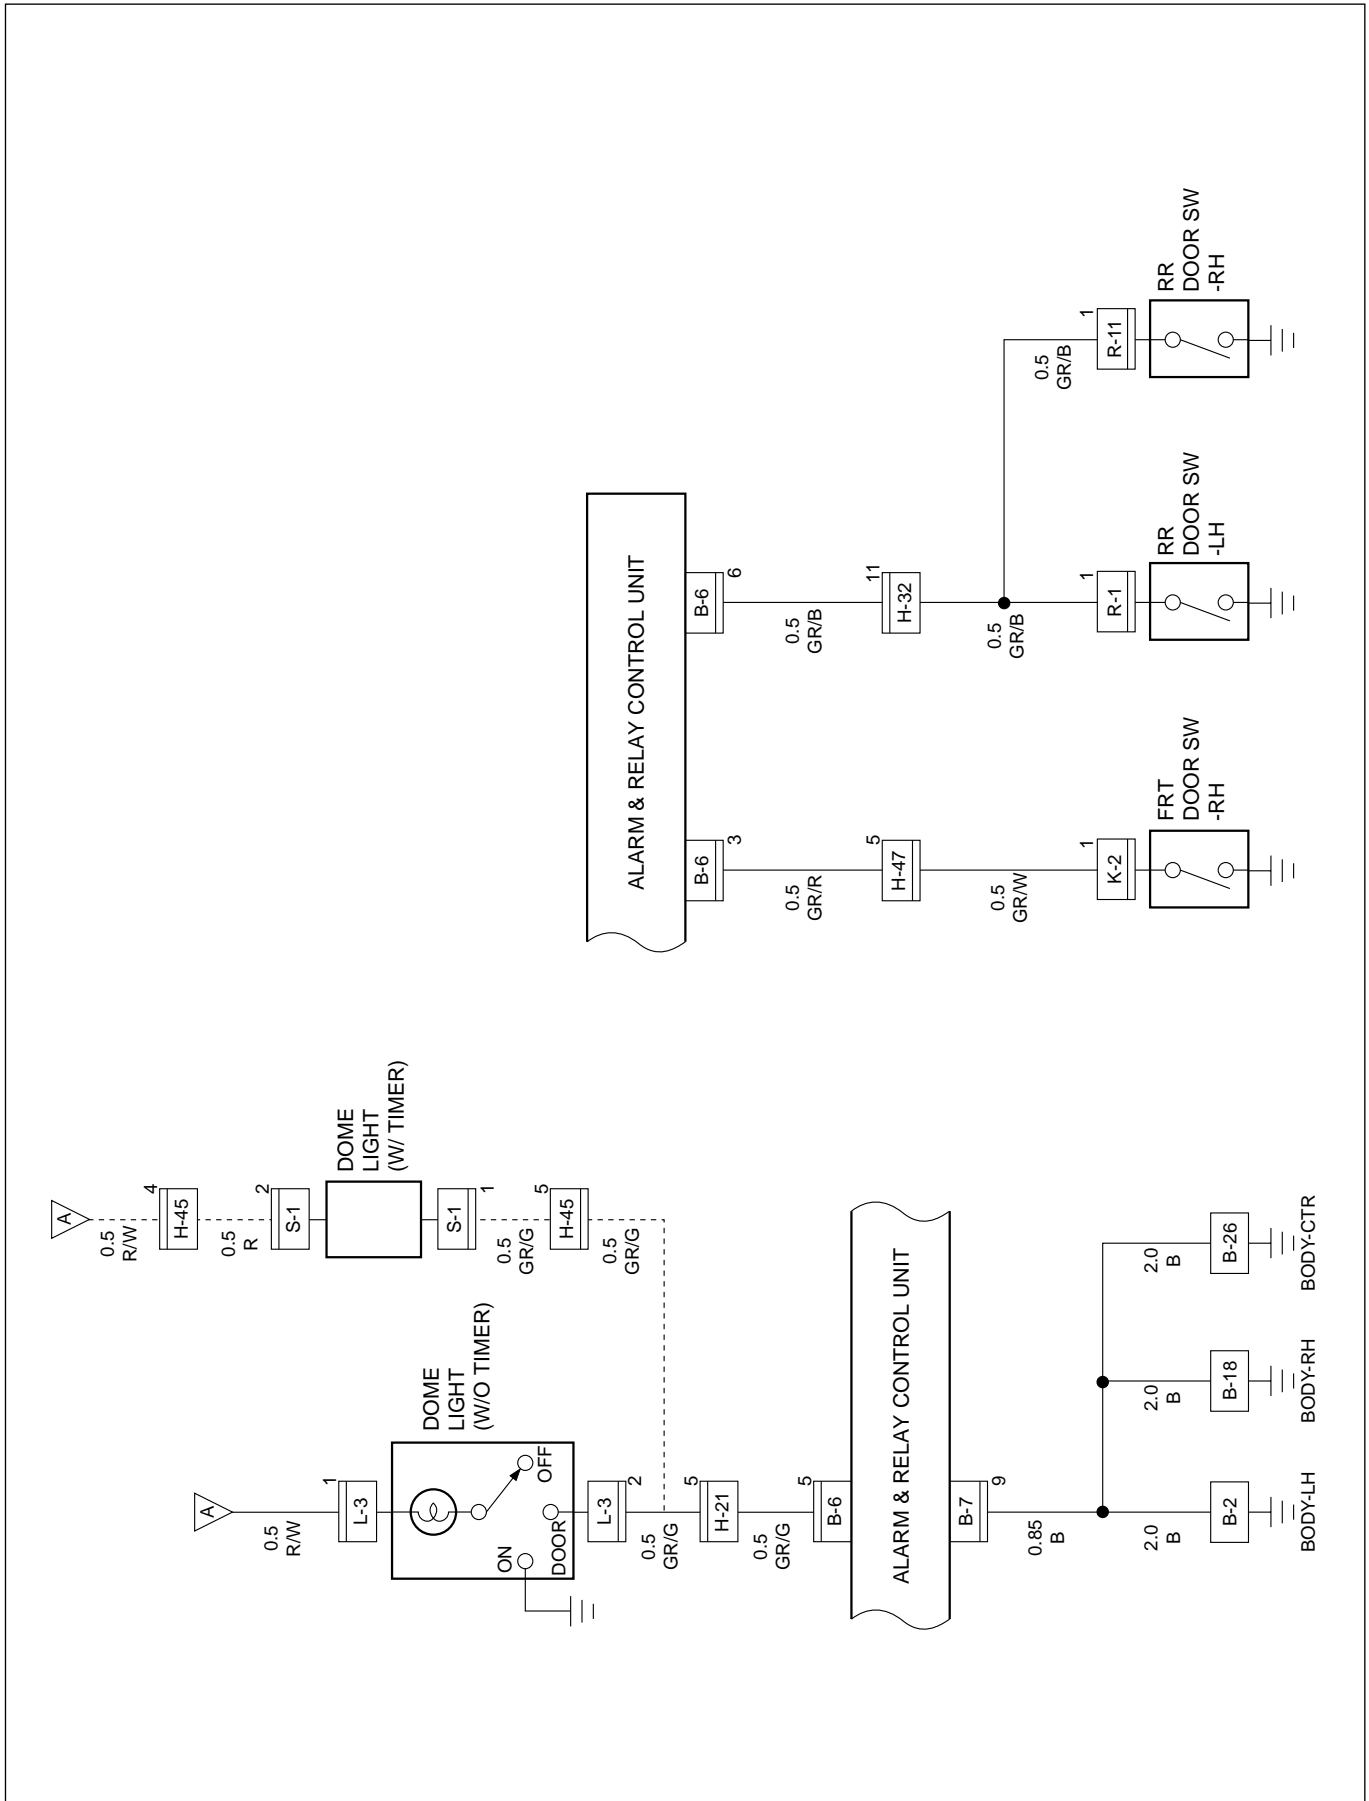 A
0.5
R/W
4
H-45
0.5
R
2
S-1
DOME
LIGHT
(W/ TIMER)
S-1
1
0.5
GR/G
5
H-45
0.5
GR/G
A
0.5
R/W
1
L-3
DOME
LIGHT
(W/O TIMER)
ON
OFF
DOOR
L-3
2
0.5
GR/G
5
H-21
0.5
GR/G
5
B-6
ALARM & RELAY CONTROL UNIT
B-7
9
0.85
B
2.0
B
B-2
BODY-LH
2.0
B
B-18
BODY-RH
2.0
B
B-26
BODY-CTR
ALARM & RELAY CONTROL UNIT
B-6
3
0.5
GR/R
5
H-47
0.5
GR/W
1
K-2
FRT
DOOR SW
-RH
B-6
6
0.5
GR/B
11
H-32
0.5
GR/B
1
R-1
RR
DOOR SW
-LH
0.5
GR/B
1
R-11
RR
DOOR SW
-RH